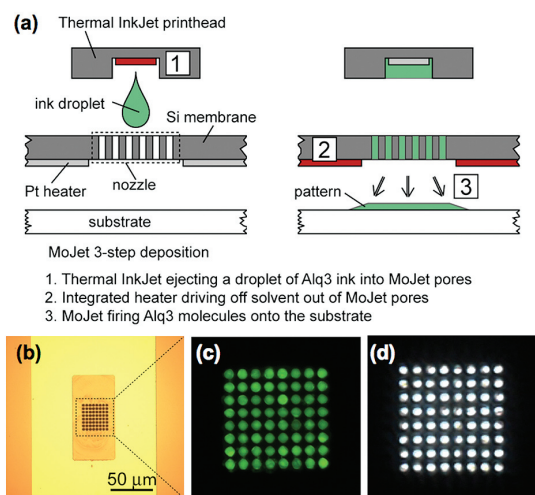 (a)
Thermal InkJet printhead
1
ink droplet
Si membrane
2
Pt heater
nozzle
3
pattern
substrate
MoJet 3-step deposition
1. Thermal InkJet ejecting a droplet of Alq3 ink into MoJet pores
2. Integrated heater driving off solvent out of MoJet pores
3. MoJet firing Alq3 molecules onto the substrate
(b)
(c)
(d)
50 μm